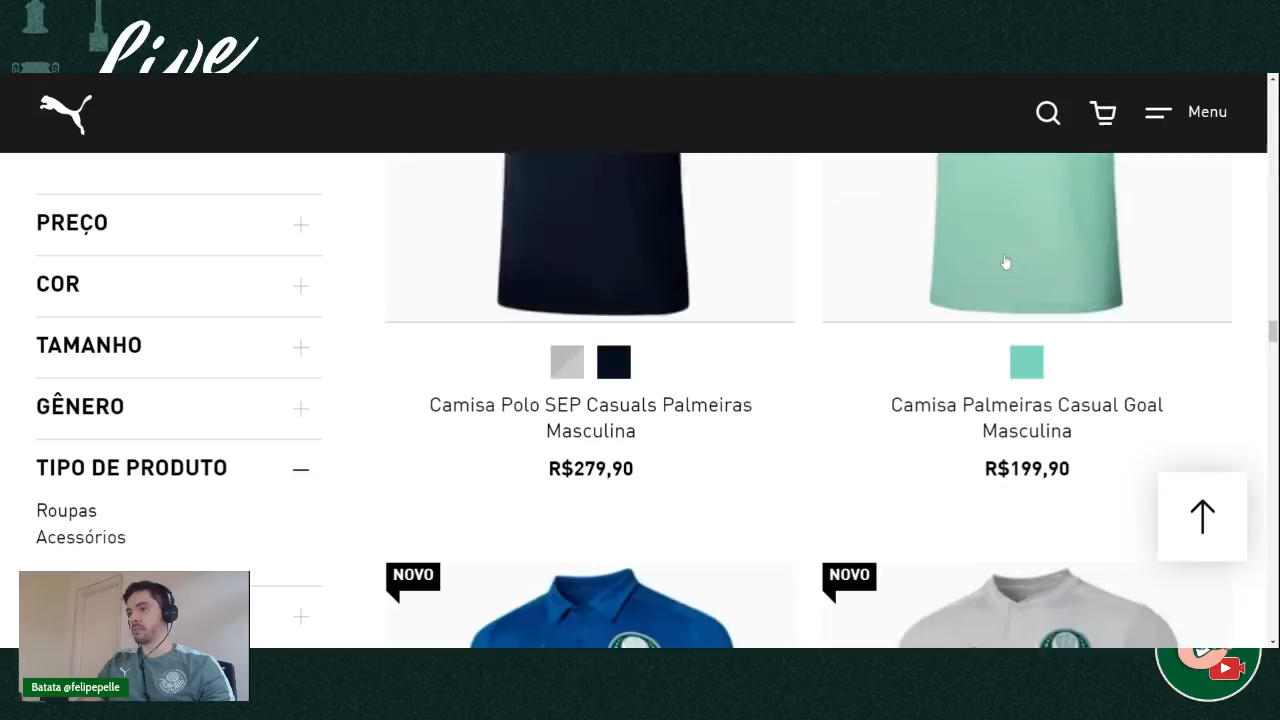 live
Menu
PREÇO
COR
TAMANHO
GÊNERO
TIPO DE PRODUTO
Roupas
Acessórios
Camisa Polo SEP Casuals Palmeiras
Masculina
R$279,90
Camisa Palmeiras Casual Goal
Masculina
R$199,90
NOVO
NOVO
Batata @felipepelle